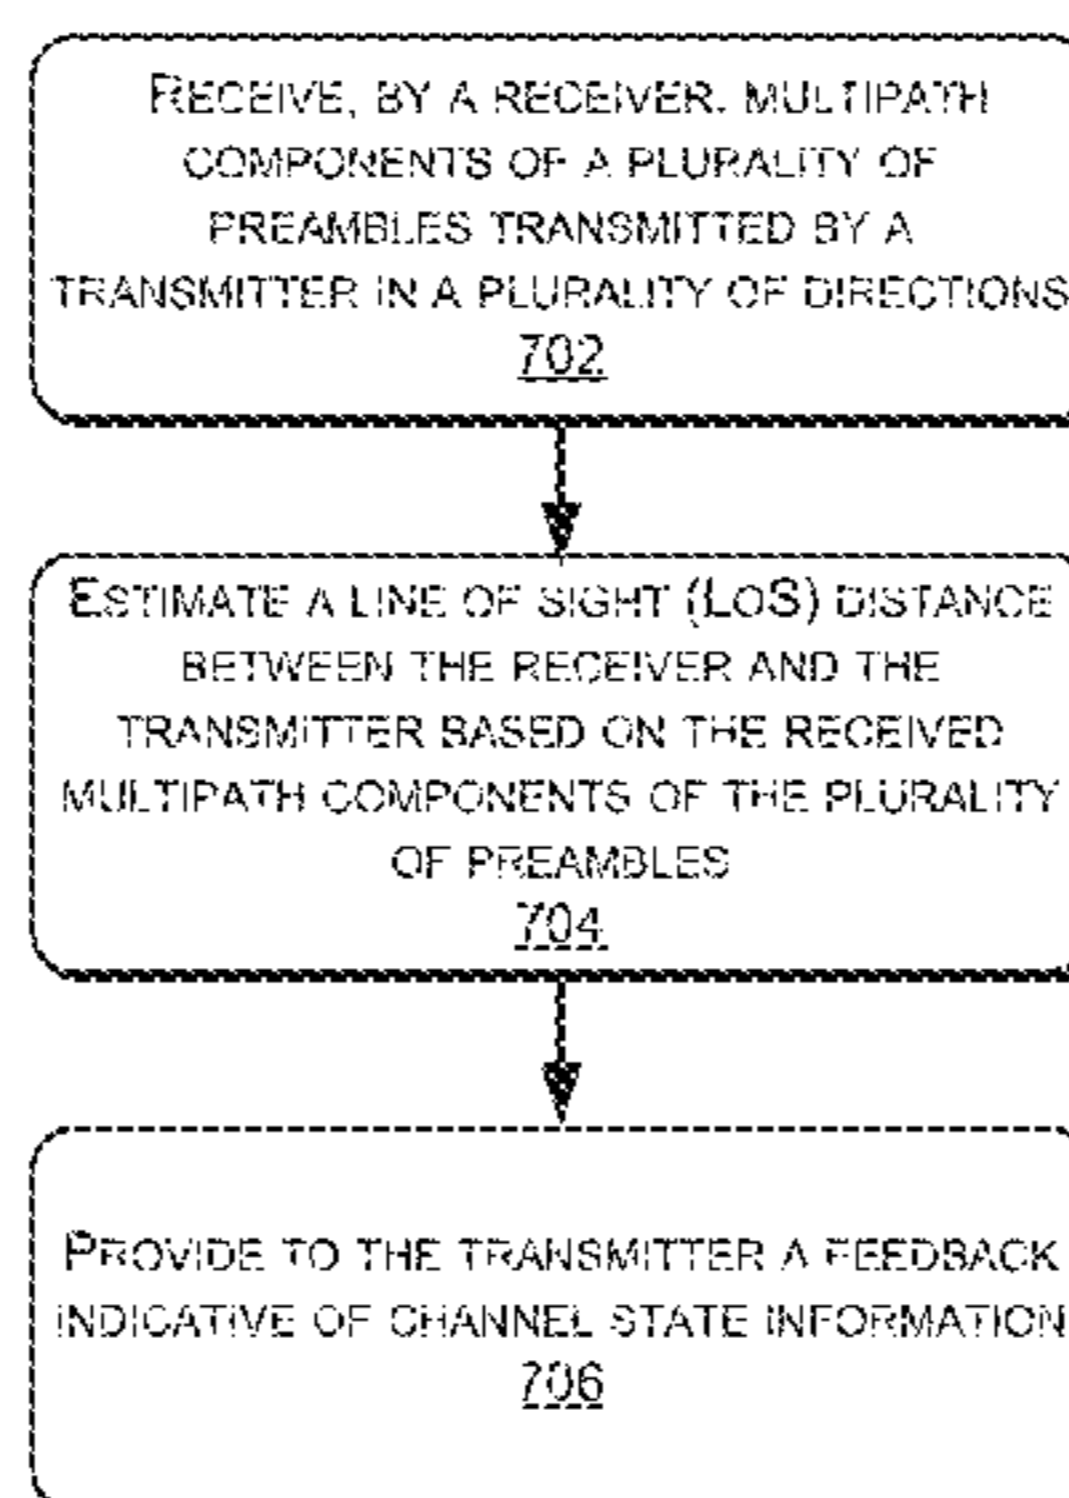 RECEIVE, BY A RECEIVER, MULTIPATH
COMPONENTS OF A PLURALITY OF
PREAMBLES TRANSMITTED BY A
TRANSMITTER IN A PLURALITY OF DIRECTIONS
702
ESTIMATE A LINE OF SIGHT (LOS) DISTANCE
BETWEEN THE RECEIVER AND THE
TRANSMITTER BASED ON THE RECEIVED
MULTIPATH COMPONENTS OF THE PLURALITY
OF PREAMBLES
704
PROVIDE TO THE TRANSMITTER A FEEDBACK
INDICATIVE OF CHANNEL STATE INFORMATION
706